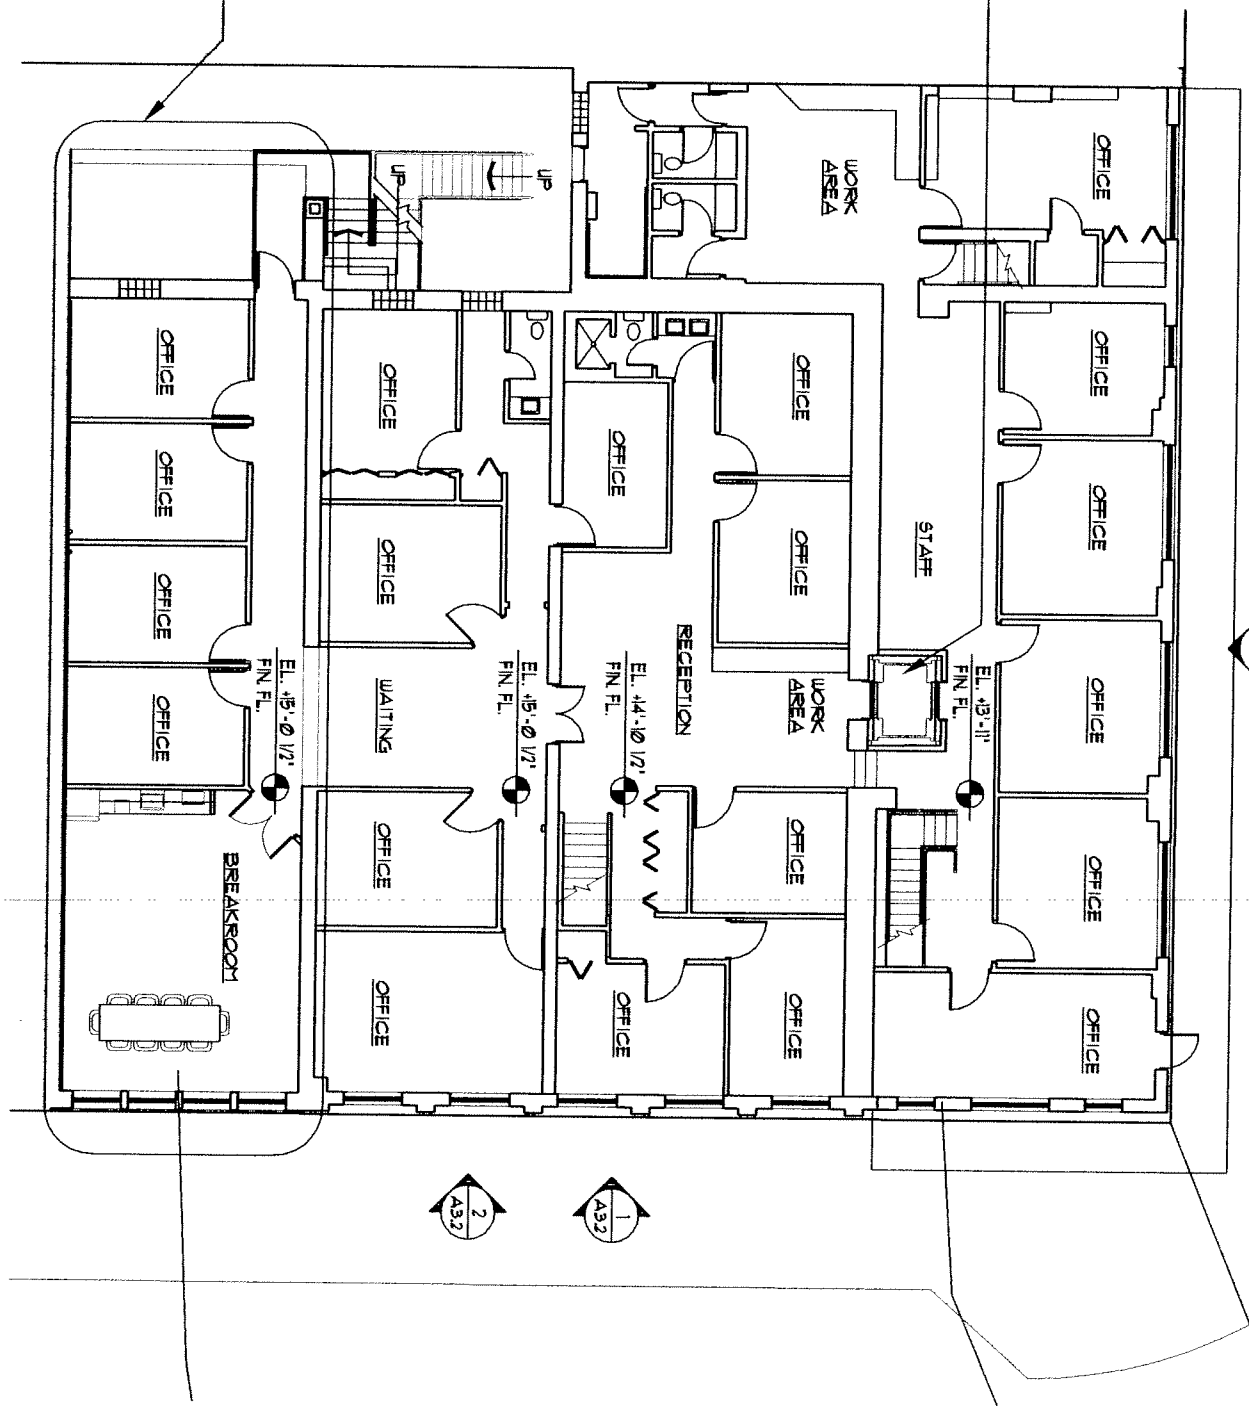 UP
UP
WORK
AREA
OFFICE
OFFICE
OFFICE
OFFICE
OFFICE
OFFICE
OFFICE
OFFICE
OFFICE
STAFF
OFFICE
OFFICE
OFFICE
RECEPTION
EL. +15'-0 1/2"
FIN. FL.
WAITING
EL. +15'-0 1/2"
FIN. FL.
EL. +14'-10 1/2"
FIN. FL.
WORK
AREA
EL. +13'-11"
FIN. FL.
OFFICE
OFFICE
OFFICE
OFFICE
OFFICE
BREAKROOM
OFFICE
OFFICE
OFFICE
OFFICE
2
A3.2
1
A3.2